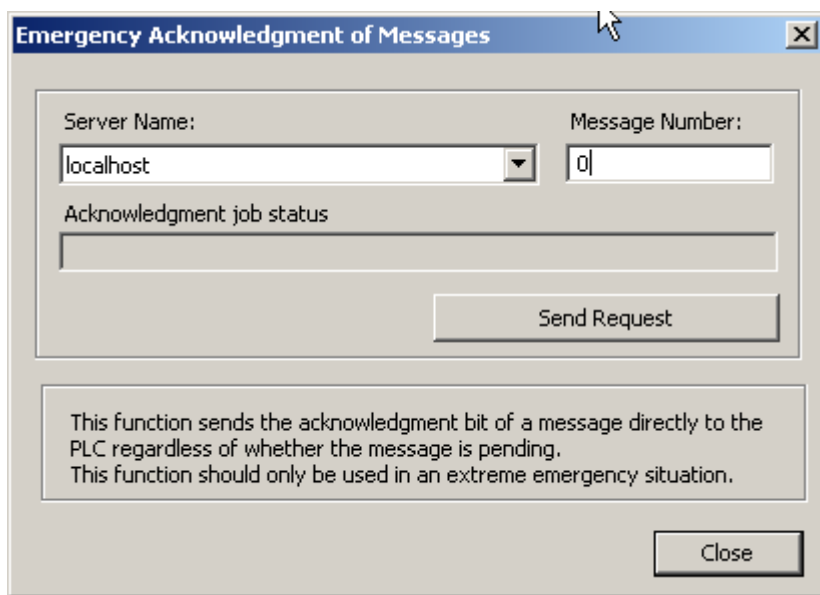 Emergency Acknowledgment of Messages
Server Name:
Message Number:
localhost
0
Acknowledgment job status
Send Request
This function sends the acknowledgment bit of a message directly to the
PLC regardless of whether the message is pending.
This function should only be used in an extreme emergency situation.
Close